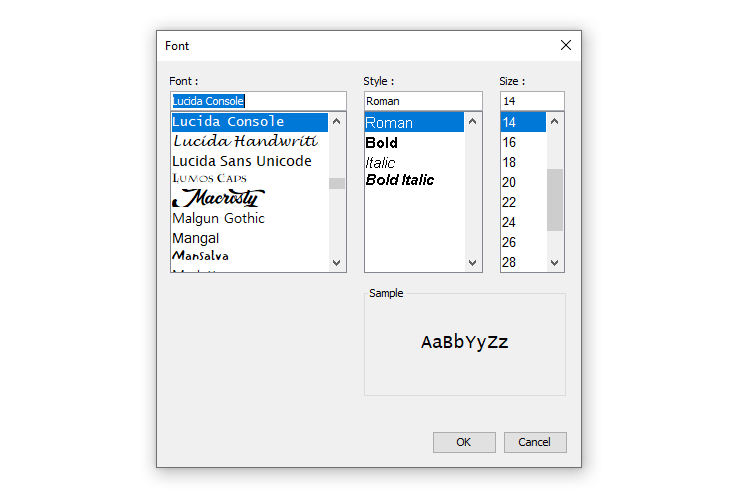 Font
Font :
Style :
Size :
Lucida Console
Roman
14
Lucida Console
Lucida Handwriti
Lucida Sans Unicode
Lumos Caps
Macrosty
Malgun Gothic
Mangal
Mansalva
Roman
Bold
Italic
Bold Italic
14
16
18
20
22
24
26
28
Sample
AaBbYyZz
OK
Cancel